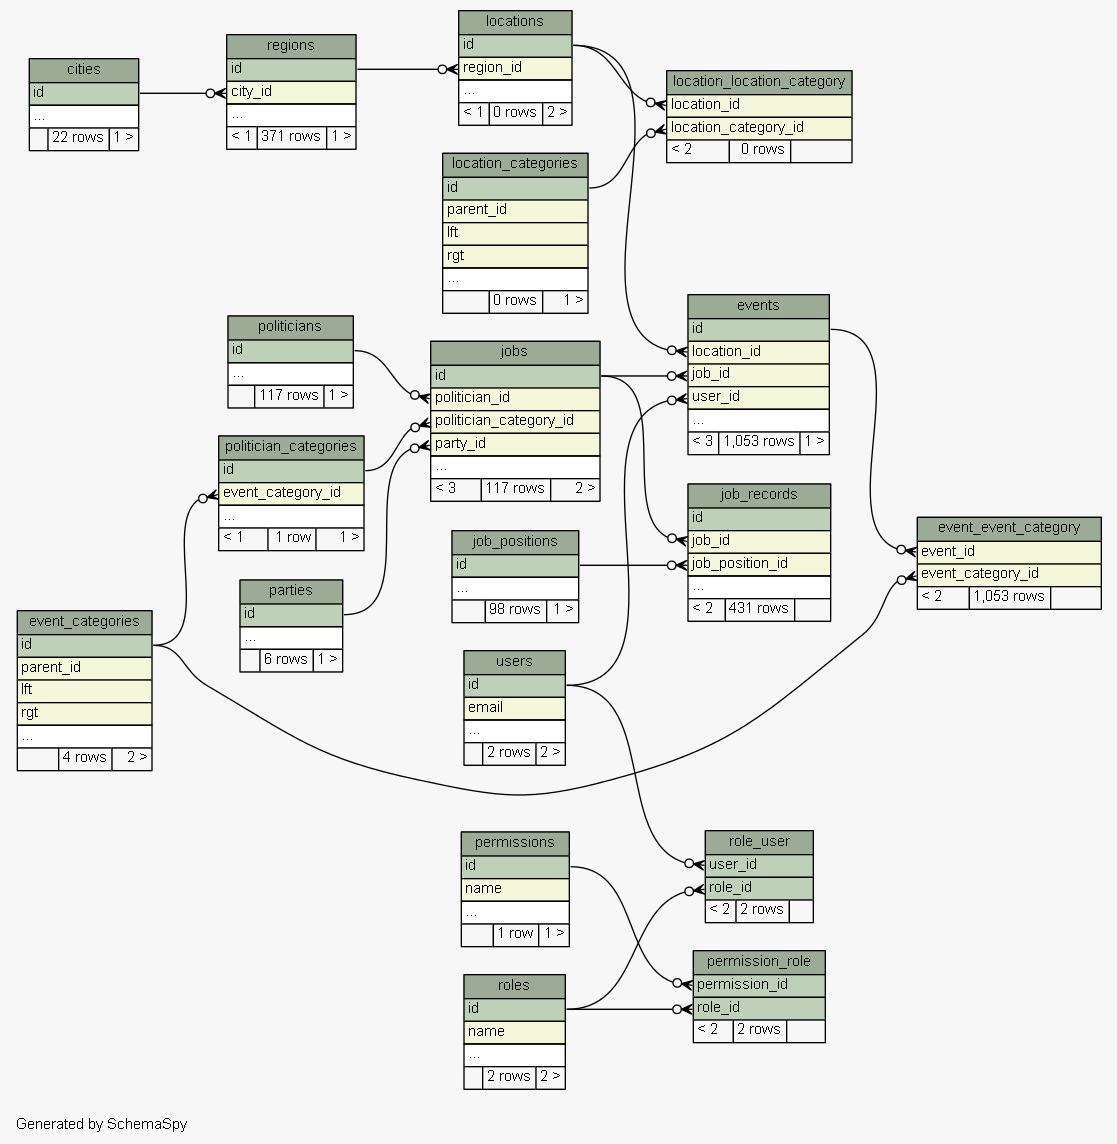 cities
id
...
22 rows 1 >
regions
id
city_id
...
< 1 371 rows 1 >
locations
id
region_id
...
< 1 0 rows 2 >
location_location_category
location_id
location_category_id
< 2 0 rows
location_categories
id
parent_id
lft
rgt
...
0 rows 1 >
politicians
id
...
117 rows 1 >
jobs
id
politician_id
politician_category_id
party_id
...
< 3 117 rows 2 >
events
id
location_id
job_id
user_id
...
< 3 1,053 rows 1 >
politician_categories
id
event_category_id
...
< 1 1 row 1 >
job_records
id
job_id
job_position_id
...
< 2 431 rows
job_positions
id
...
98 rows 1 >
event_event_category
event_id
event_category_id
< 2 1,053 rows
parties
id
...
6 rows 1 >
event_categories
id
parent_id
lft
rgt
...
4 rows 2 >
users
id
email
...
2 rows 2 >
permissions
id
name
...
1 row 1 >
role_user
user_id
role_id
< 2 2 rows
permission_role
permission_id
role_id
< 2 2 rows
roles
id
name
...
2 rows 2 >
Generated by SchemaSpy